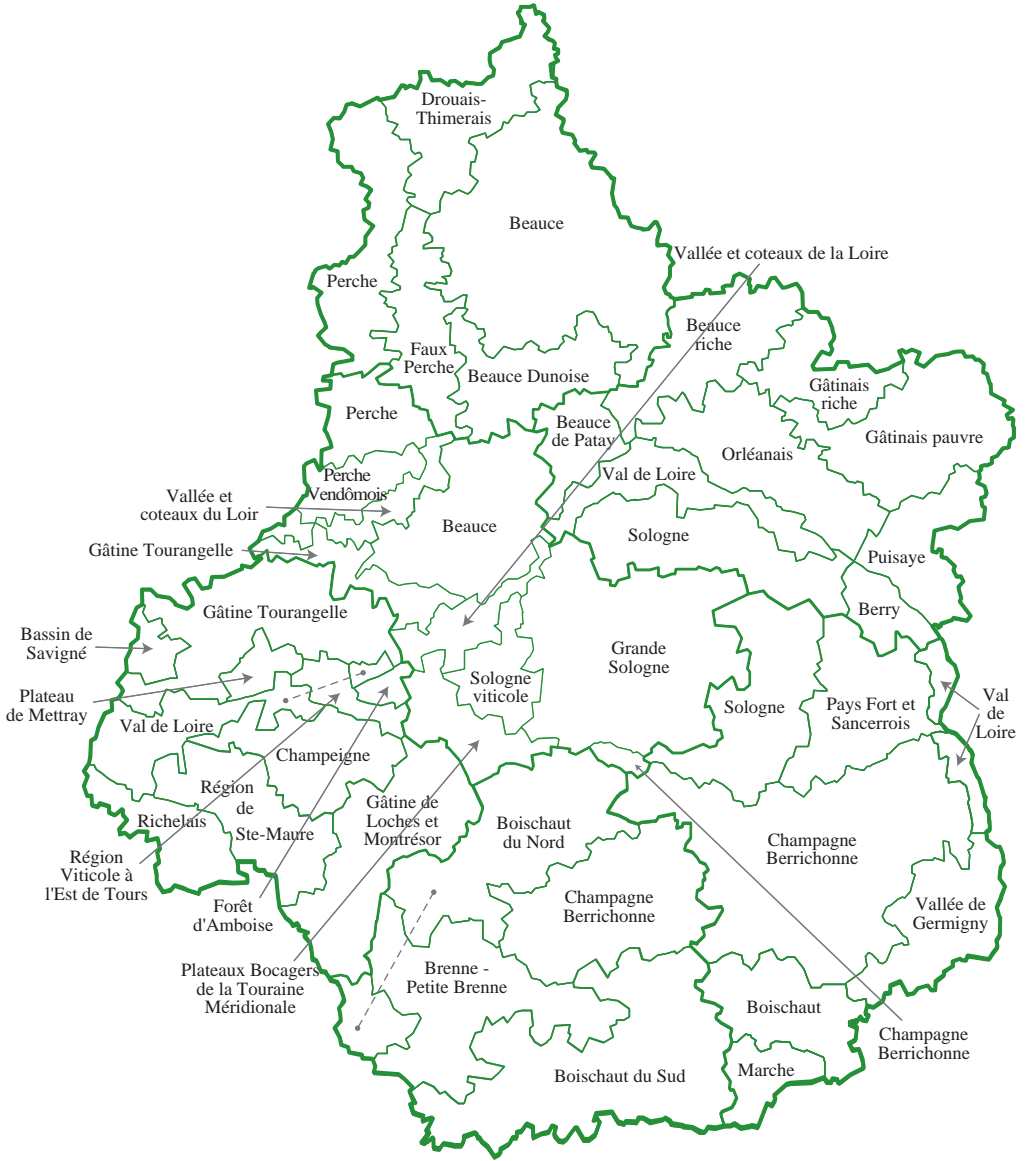 Drouais-
Thimerais
Beauce
Vallée et coteaux de la Loire
Perche
Beauce
riche
Faux
Perche
Beauce Dunoise
Gâtinais
riche
Perche
Beauce
de Patay
Orléanais
Gâtinais pauvre
Perche
Vendômois
Val de Loire
Vallée et
coteaux du Loir
Beauce
Sologne
Gâtine Tourangelle
Puisaye
Gâtine Tourangelle
Berry
Bassin de
Savigné
Grande
Sologne
Sologne
viticole
Plateau
de Mettray
Val de Loire
Sologne
Pays Fort et
Sancerrois
Val
de
Loire
Champeigne
Région
de
Ste-Maure
Richelais
Gâtine de
Loches et
Montrésor
Boischaut
du Nord
Champagne
Berrichonne
Région
Viticole à
l'Est de Tours
Forêt
d'Amboise
Champagne
Berrichonne
Vallée de
Germigny
Plateaux Bocagers
de la Touraine
Méridionale
Brenne -
Petite Brenne
Boischaut
Champagne
Berrichonne
Boischaut du Sud
Marche